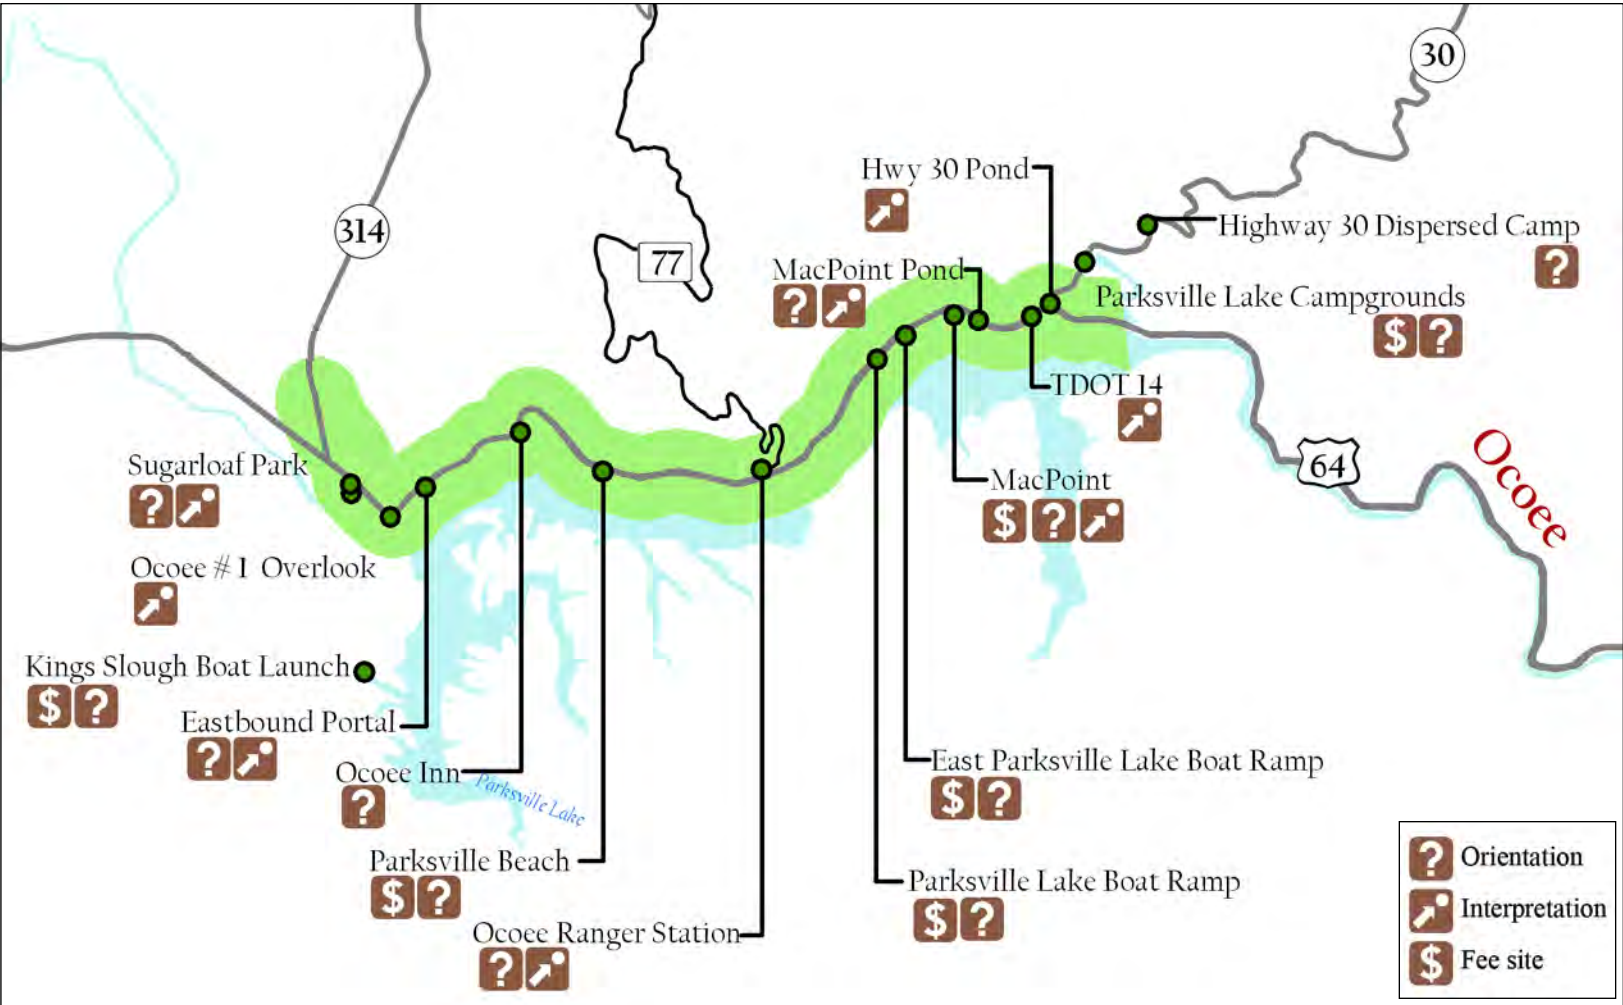 30
Hwy 30 Pond
314
Highway 30 Dispersed Camp
?
77
MacPoint Pond
?
Parksville Lake Campgrounds
$ ?
TDOT 14
Ocoee
Sugarloaf Park
?
64
MacPoint
$ ?
Ocoee #1 Overlook
Kings Slough Boat Launch
$ ?
Eastbound Portal
?
Ocoee Inn
?
Parksville Lake
East Parksville Lake Boat Ramp
$ ?
Parksville Beach
$ ?
Parksville Lake Boat Ramp
$ ?
Ocoee Ranger Station
?
? Orientation
Interpretation
$ Fee site